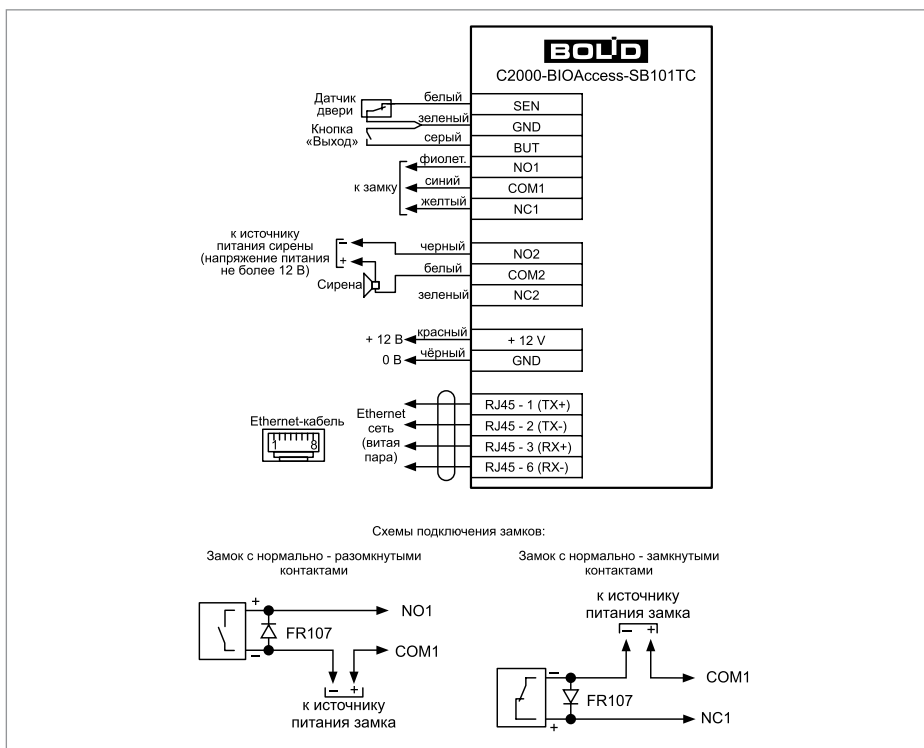 BOLID
C2000-BIOAccess-SB101TC
Датчик
двери
белый
SEN
зеленый
GND
Кнопка
«Выход»
серый
BUT
фиолет.
NO1
к замку
синий
COM1
желтый
NC1
к источнику
питания сирены
(напряжение питания
не более 12 В)
–
+
черный
NO2
белый
COM2
Сирена
зеленый
NC2
+ 12 В
красный
+ 12 V
0 В
чёрный
GND
Ethernet-кабель
1 8
Ethernet
сеть
(витая
пара)
RJ45 - 1 (TX+)
RJ45 - 2 (TX-)
RJ45 - 3 (RX+)
RJ45 - 6 (RX-)
Схемы подключения замков:
Замок с нормально - разомкнутыми
контактами
+
NO1
FR107
–
COM1
– +
к источнику
питания замка
Замок с нормально - замкнутыми
контактами
к источнику
питания замка
– +
–
COM1
FR107
+
NC1